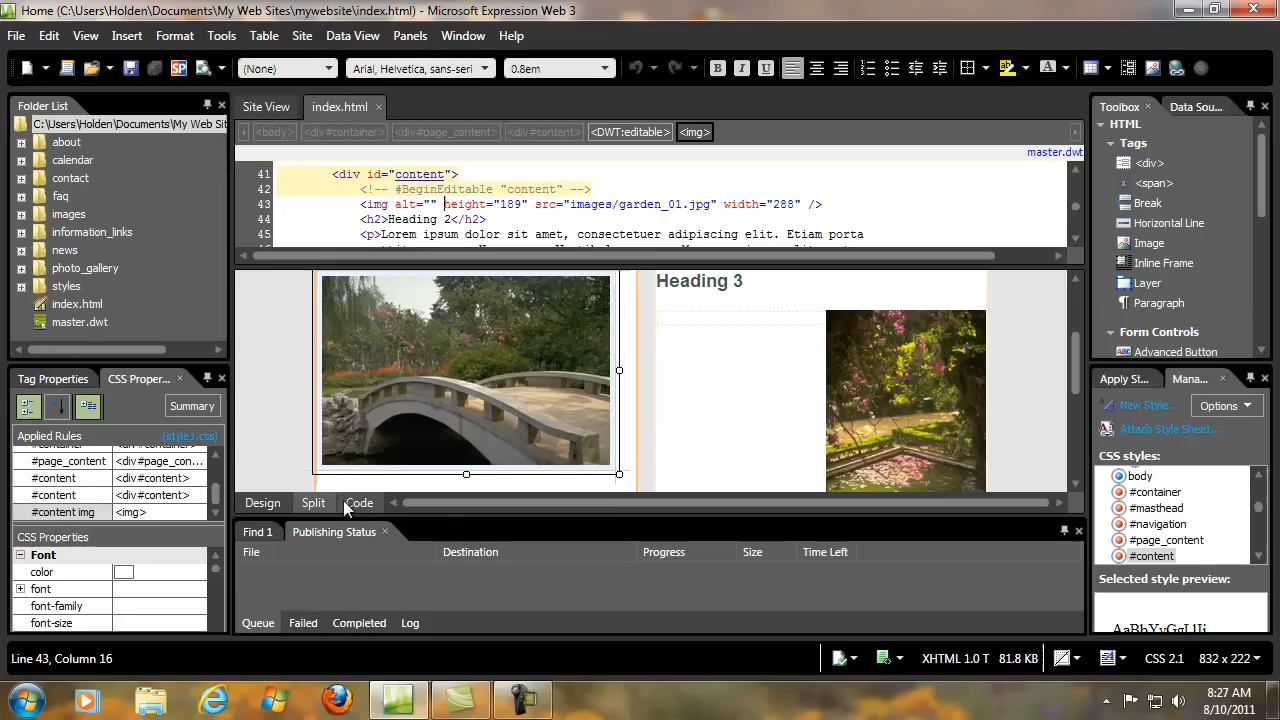 Home (C:\Users\Holden\Documents\My Web Sites\mywebsite\index.html) - Microsoft Expression Web 3
File Edit View Insert Format Tools Table Site Data View Panels Window Help
(None) Arial, Helvetica, sans-seri 0.8em B I U A
Folder List
C:\Users\Holden\Documents\My Web Sit
about
calendar
contact
faq
images
information_links
news
photo_gallery
styles
index.html
master.dwt
Site View index.html
<body> <div#container> <div#page_content> <div#content> <DWT:editable> <img>
master.dwt
41 <div id="content">
42 <!-- #BeginEditable "content" -->
43 <img alt="" height="189" src="images/garden_01.jpg" width="288" />
44 <h2>Heading 2</h2>
45 <p>Lorem ipsum dolor sit amet, consectetuer adipiscing elit. Etiam porta
Heading 3
Design Split Code
Toolbox Data Sou...
HTML
Tags
<div>
<span>
Break
Horizontal Line
Image
Inline Frame
Layer
Paragraph
Form Controls
Advanced Button
Tag Properties CSS Proper...
Summary
Applied Rules (style1.css)
#page_content <div#page_con...
#content <div#content>
#content <div#content>
#content img <img>
CSS Properties
Font
color
font
font-family
font-size
Find 1 Publishing Status
File Destination Progress Size Time Left
Queue Failed Completed Log
Apply St... Mana...
New Style... Options
Attach Style Sheet...
CSS styles:
body
#container
#masthead
#navigation
#page_content
#content
Selected style preview:
AaBbYyGgLlJj
Line 43, Column 16
XHTML 1.0 T 81.8 KB CSS 2.1 832 x 222
8:27 AM
8/10/2011